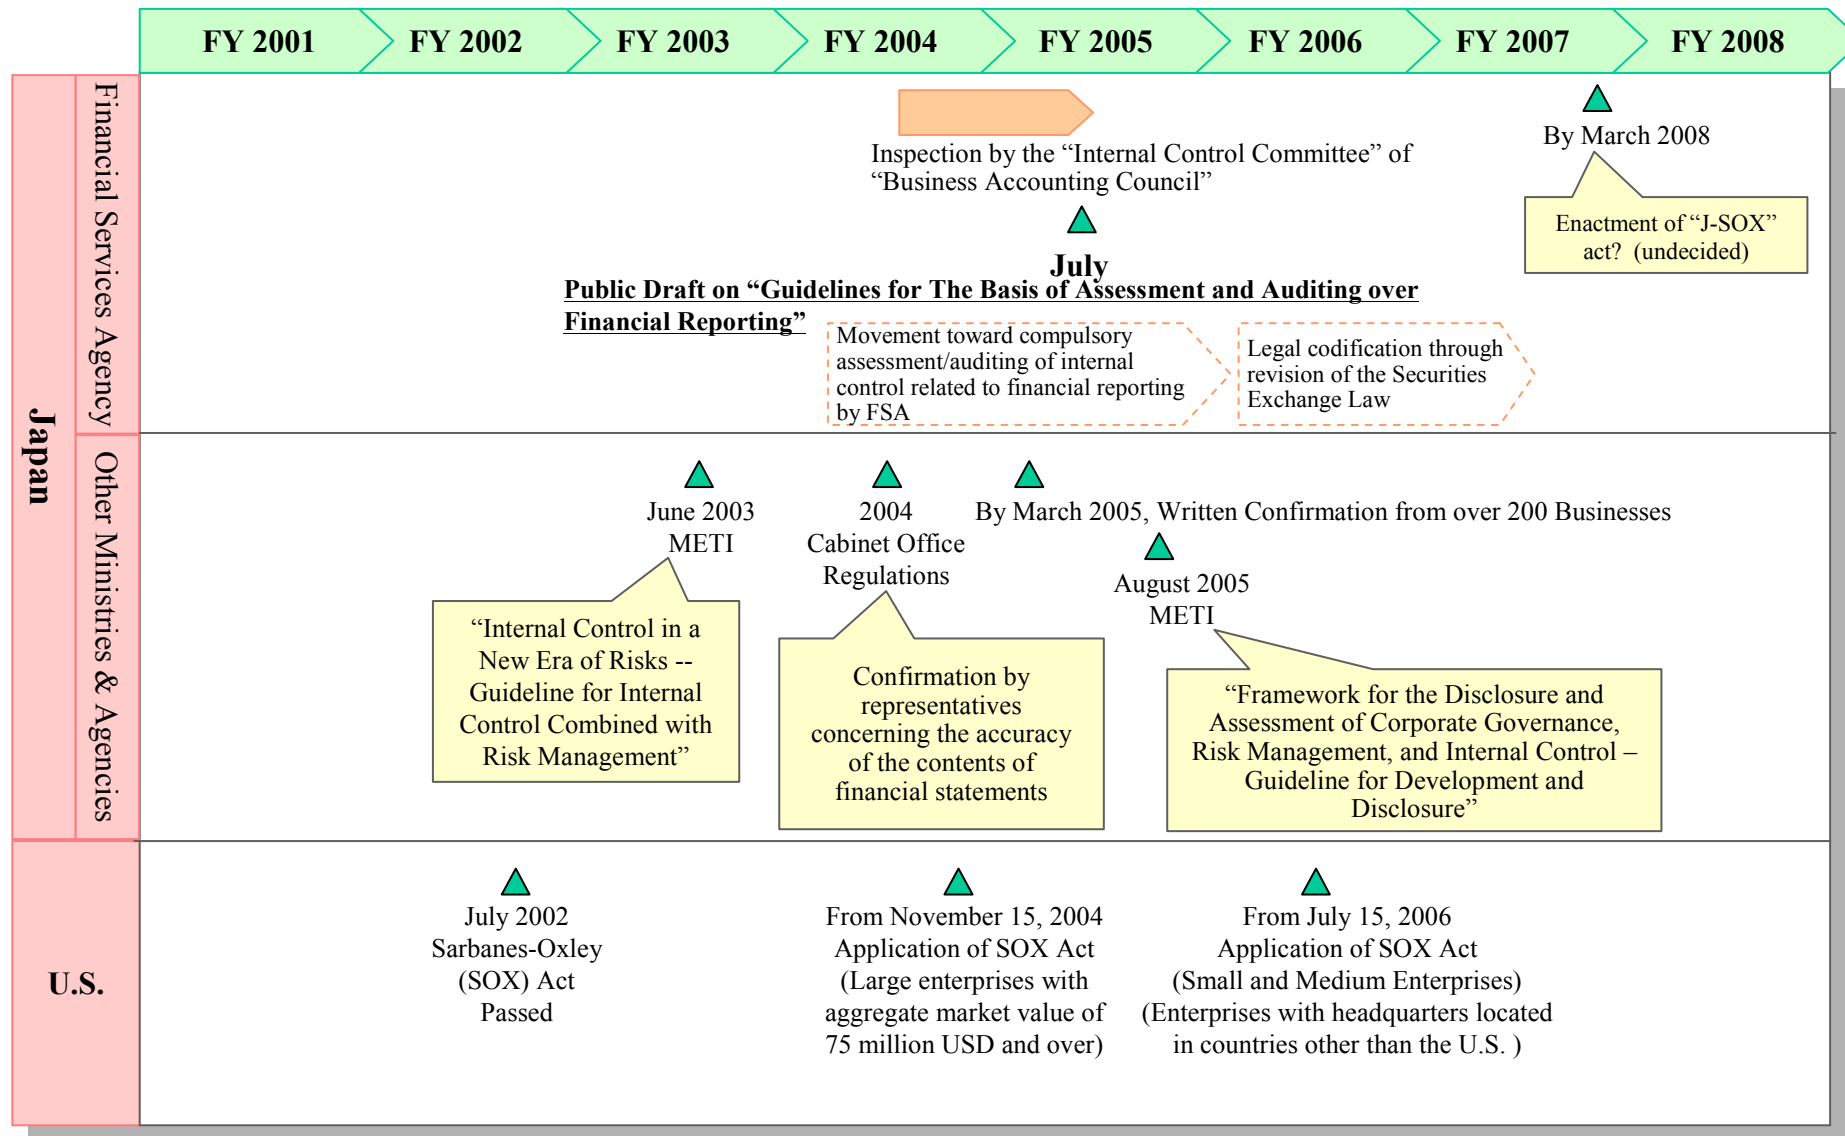 FY 2001
FY 2002
FY 2003
FY 2004
FY 2005
FY 2006
FY 2007
FY 2008
Japan
Financial Services Agency
Inspection by the “Internal Control Committee” of
“Business Accounting Council”
By March 2008
Enactment of “J-SOX”
act?  (undecided)
July
Public Draft on “Guidelines for The Basis of Assessment and Auditing over
Financial Reporting”
Movement toward compulsory
assessment/auditing of internal
control related to financial reporting
by FSA
Legal codification through
revision of the Securities
Exchange Law
Other Ministries & Agencies
June 2003
METI
“Internal Control in a
New Era of Risks --
Guideline for Internal
Control Combined with
Risk Management”
2004
Cabinet Office
Regulations
Confirmation by
representatives
concerning the accuracy
of the contents of
financial statements
By March 2005, Written Confirmation from over 200 Businesses
August 2005
METI
“Framework for the Disclosure and
Assessment of Corporate Governance,
Risk Management, and Internal Control –
Guideline for Development and
Disclosure”
U.S.
July 2002
Sarbanes-Oxley
(SOX) Act
Passed
From November 15, 2004
Application of SOX Act
(Large enterprises with
aggregate market value of
75 million USD and over)
From July 15, 2006
Application of SOX Act
(Small and Medium Enterprises)
(Enterprises with headquarters located
in countries other than the U.S. )